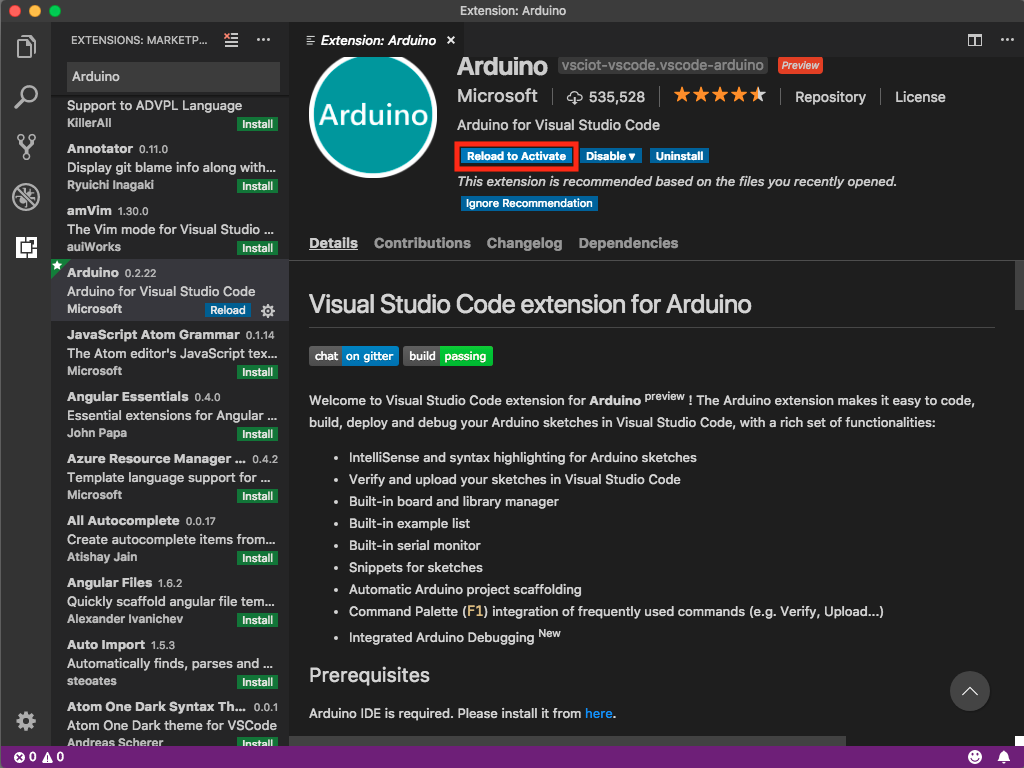 Extension: Arduino
EXTENSIONS: MARKETP...
Arduino
Support to ADVPL Language
KillerAll
Install
Annotator 0.11.0
Display git blame info along with...
Ryuichi Inagaki
Install
amVim 1.30.0
The Vim mode for Visual Studio ...
auiWorks
Install
Arduino 0.2.22
Arduino for Visual Studio Code
Microsoft
Reload
JavaScript Atom Grammar 0.1.14
The Atom editor's JavaScript tex...
Microsoft
Install
Angular Essentials 0.4.0
Essential extensions for Angular ...
John Papa
Install
Azure Resource Manager ... 0.4.2
Template language support for ...
Microsoft
Install
All Autocomplete 0.0.17
Create autocomplete items from...
Atishay Jain
Install
Angular Files 1.6.2
Quickly scaffold angular file tem...
Alexander Ivanichev
Install
Auto Import 1.5.3
Automatically finds, parses and ...
steoates
Install
Atom One Dark Syntax Th... 0.0.1
Atom One Dark theme for VSCode
Andreas Scherer
Install
Extension: Arduino
Arduino
Arduino vsciot-vscode.vscode-arduino Preview
Microsoft 535,528 Repository License
Arduino for Visual Studio Code
Reload to Activate Disable Uninstall
This extension is recommended based on the files you recently opened.
Ignore Recommendation
Details Contributions Changelog Dependencies
Visual Studio Code extension for Arduino
chat on gitter build passing
Welcome to Visual Studio Code extension for Arduino preview ! The Arduino extension makes it easy to code,
build, deploy and debug your Arduino sketches in Visual Studio Code, with a rich set of functionalities:
• IntelliSense and syntax highlighting for Arduino sketches
• Verify and upload your sketches in Visual Studio Code
• Built-in board and library manager
• Built-in example list
• Built-in serial monitor
• Snippets for sketches
• Automatic Arduino project scaffolding
• Command Palette (F1) integration of frequently used commands (e.g. Verify, Upload...)
• Integrated Arduino Debugging New
Prerequisites
Arduino IDE is required. Please install it from here.
0 0